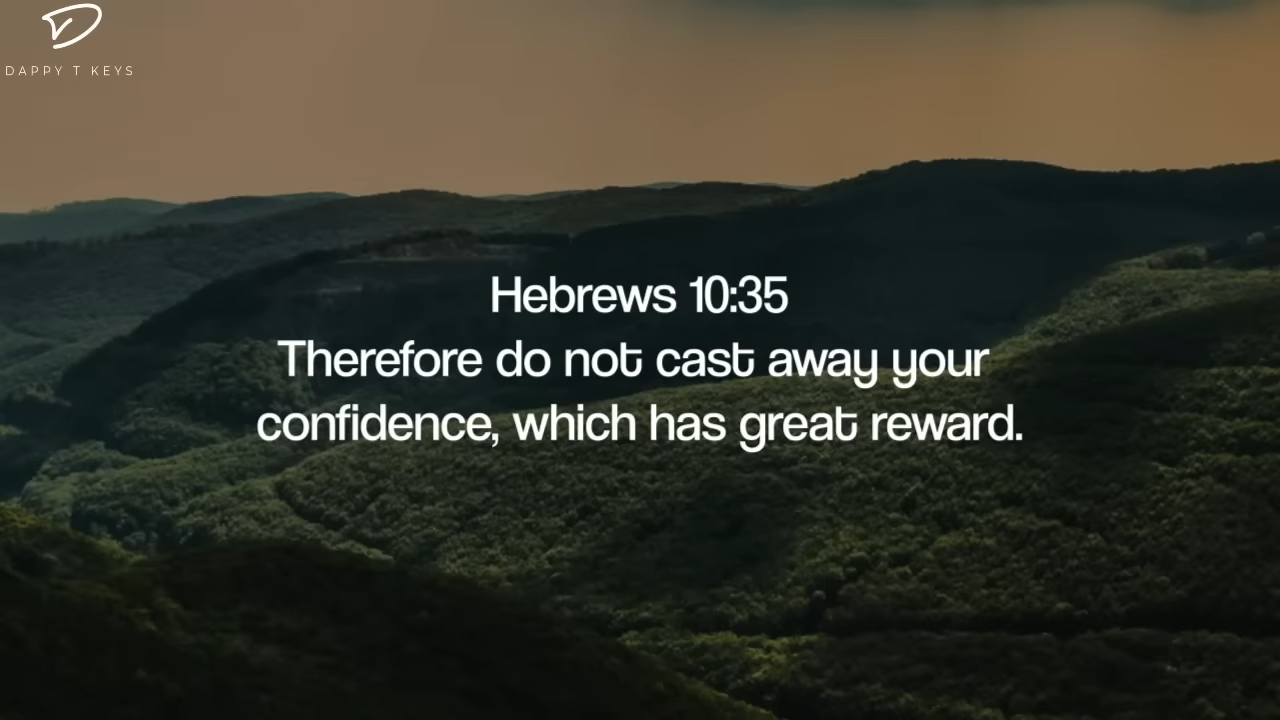 DAPPY T KEYS
Hebrews 10:35
Therefore do not cast away your
confidence, which has great reward.